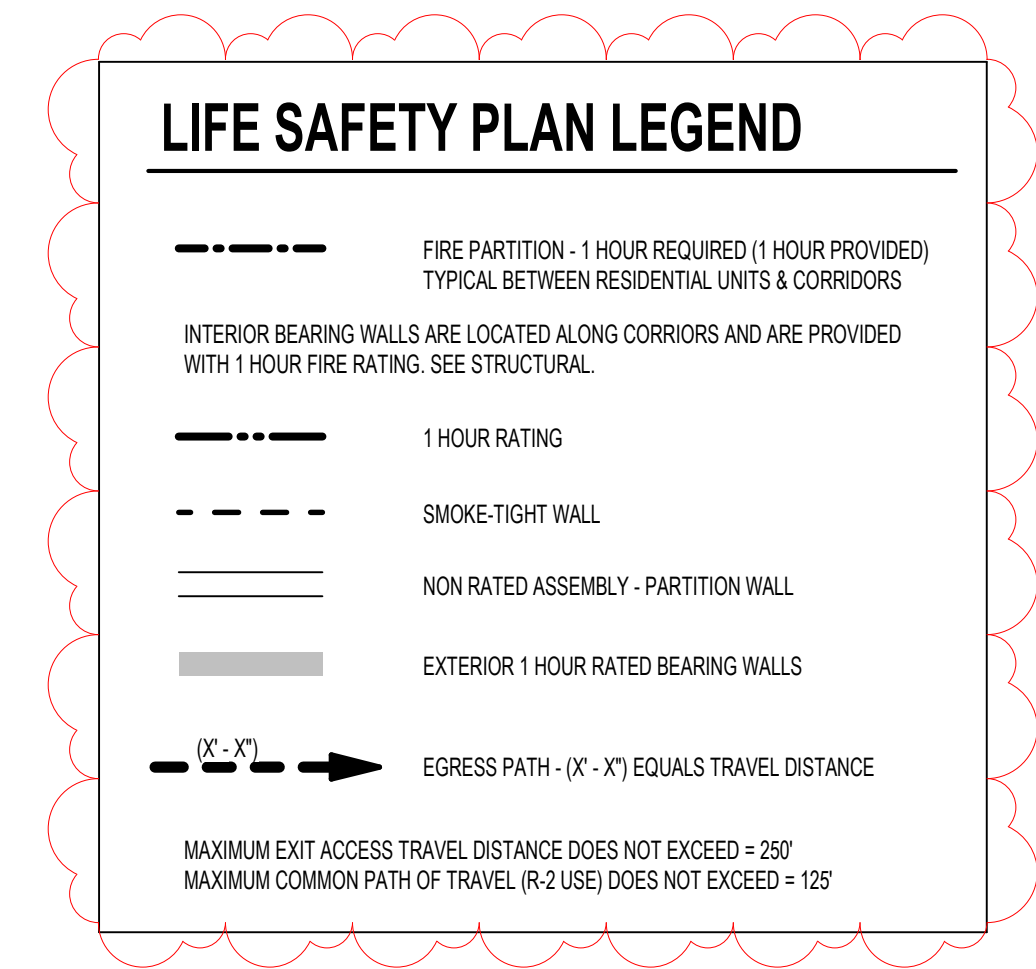 LIFE SAFETY PLAN LEGEND
FIRE PARTITION - 1 HOUR REQUIRED (1 HOUR PROVIDED)
TYPICAL BETWEEN RESIDENTIAL UNITS & CORRIDORS
INTERIOR BEARING WALLS ARE LOCATED ALONG CORRIORS AND ARE PROVIDED
WITH 1 HOUR FIRE RATING. SEE STRUCTURAL.
1 HOUR RATING
SMOKE-TIGHT WALL
NON RATED ASSEMBLY - PARTITION WALL
EXTERIOR 1 HOUR RATED BEARING WALLS
(X' - X")
EGRESS PATH - (X' - X") EQUALS TRAVEL DISTANCE
MAXIMUM EXIT ACCESS TRAVEL DISTANCE DOES NOT EXCEED = 250'
MAXIMUM COMMON PATH OF TRAVEL (R-2 USE) DOES NOT EXCEED = 125'